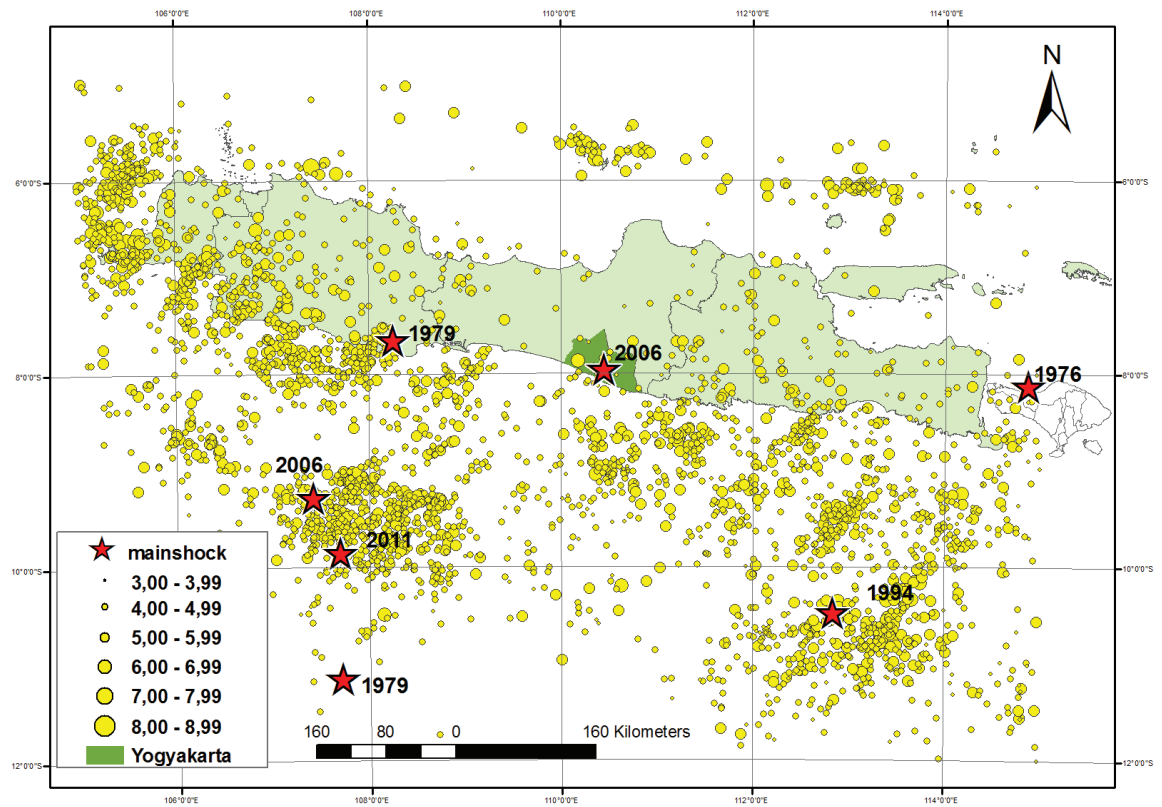 106°0'0"E 108°0'0"E 110°0'0"E 112°0'0"E 114°0'0"E
N
6°0'0"S 6°0'0"S
1979
2006
8°0'0"S 8°0'0"S
1976
2006
2011
10°0'0"S 10°0'0"S
1994
1979
mainshock
3,00 - 3,99
4,00 - 4,99
5,00 - 5,99
6,00 - 6,99
7,00 - 7,99
8,00 - 8,99
Yogyakarta
160 80 0 160 Kilometers
12°0'0"S 12°0'0"S
106°0'0"E 108°0'0"E 110°0'0"E 112°0'0"E 114°0'0"E